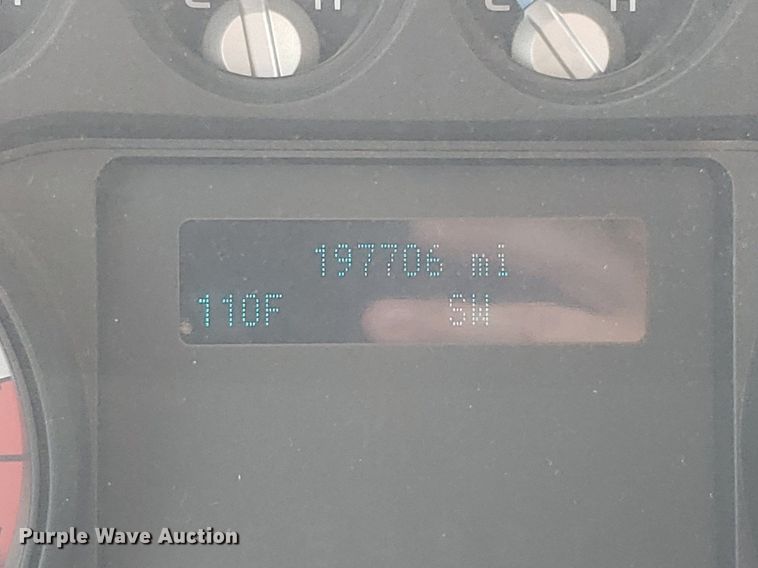 C H C H
197706 mi
110F SW
Purple Wave Auction